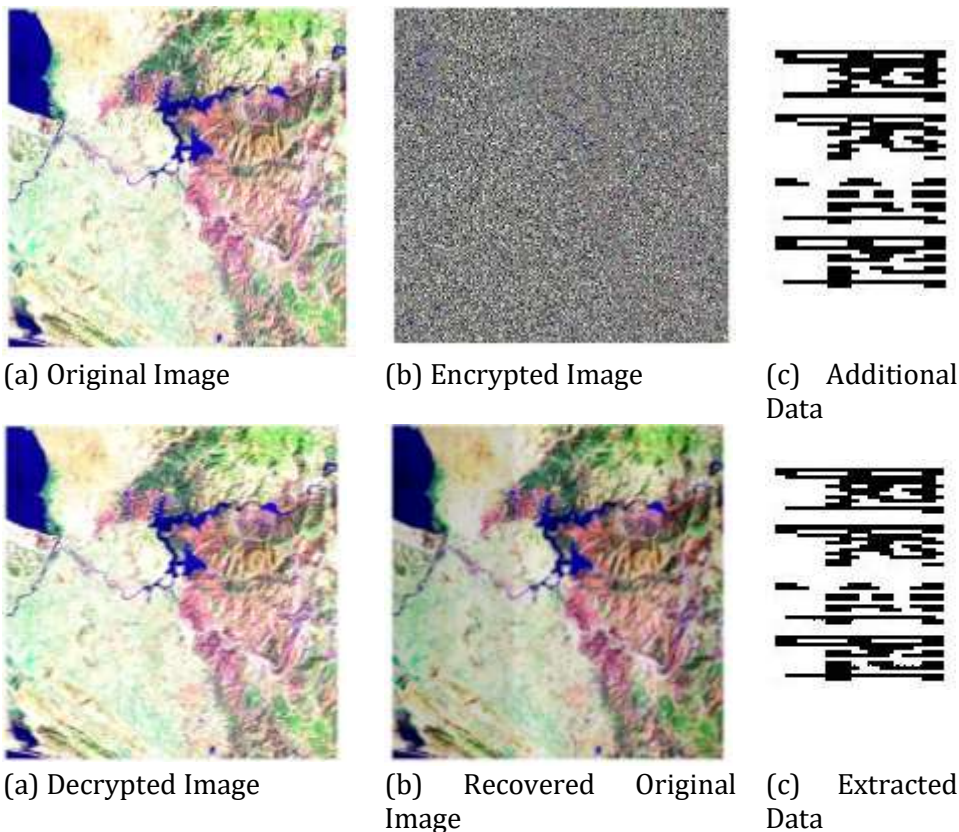 (a) Original Image
(b) Encrypted Image
(c) Additional
Data
(a) Decrypted Image
(b) Recovered Original
Image
(c) Extracted
Data